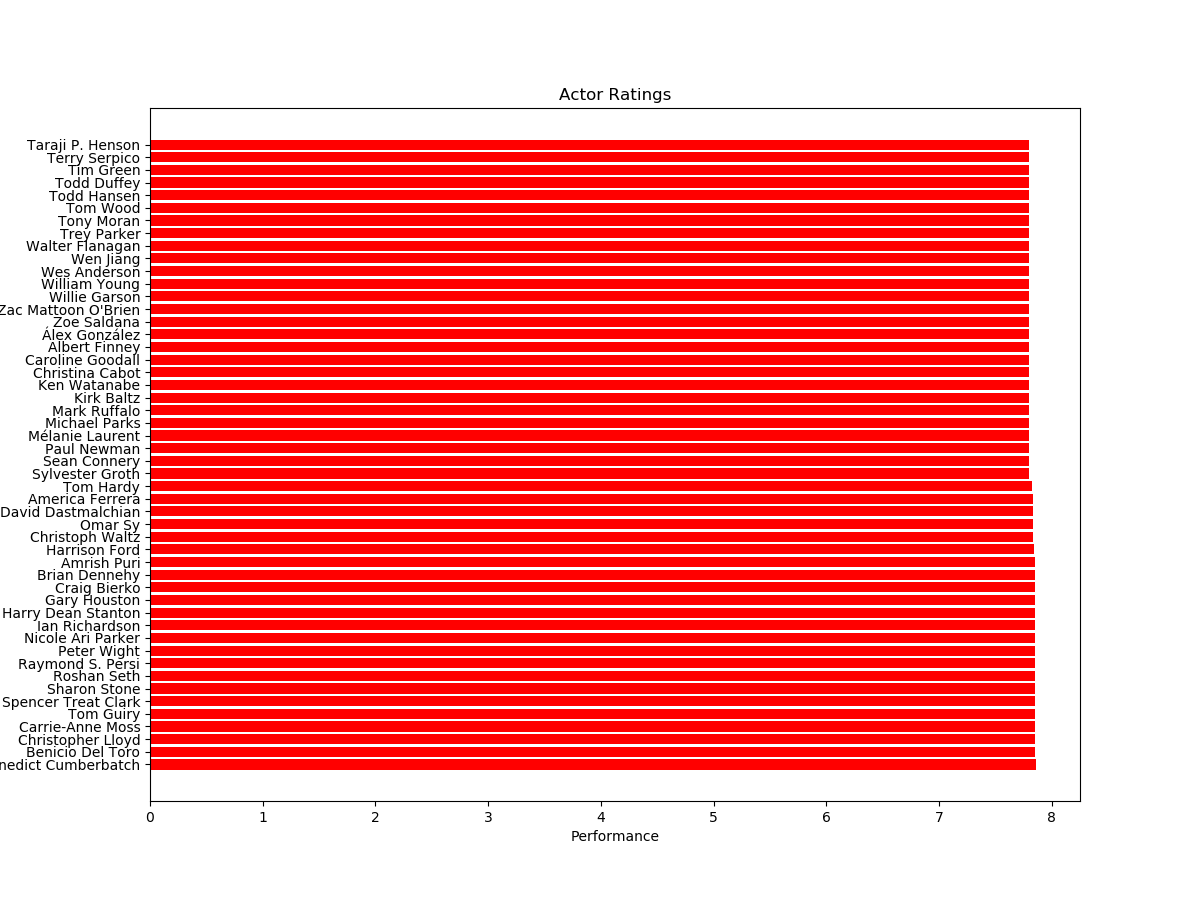 Actor Ratings
Taraji P. Henson
Terry Serpico
Tim Green
Todd Duffey
Todd Hansen
Tom Wood
Tony Moran
Trey Parker
Walter Flanagan
Wen Jiang
Wes Anderson
William Young
Willie Garson
Zac Mattoon O'Brien
Zoe Saldana
Álex González
Albert Finney
Caroline Goodall
Christina Cabot
Ken Watanabe
Kirk Baltz
Mark Ruffalo
Michael Parks
Mélanie Laurent
Paul Newman
Sean Connery
Sylvester Groth
Tom Hardy
America Ferrera
David Dastmalchian
Omar Sy
Christoph Waltz
Harrison Ford
Amrish Puri
Brian Dennehy
Craig Bierko
Gary Houston
Harry Dean Stanton
Ian Richardson
Nicole Ari Parker
Peter Wight
Raymond S. Persi
Roshan Seth
Sharon Stone
Spencer Treat Clark
Tom Guiry
Carrie-Anne Moss
Christopher Lloyd
Benicio Del Toro
nedict Cumberbatch
0 1 2 3 4 5 6 7 8
Performance